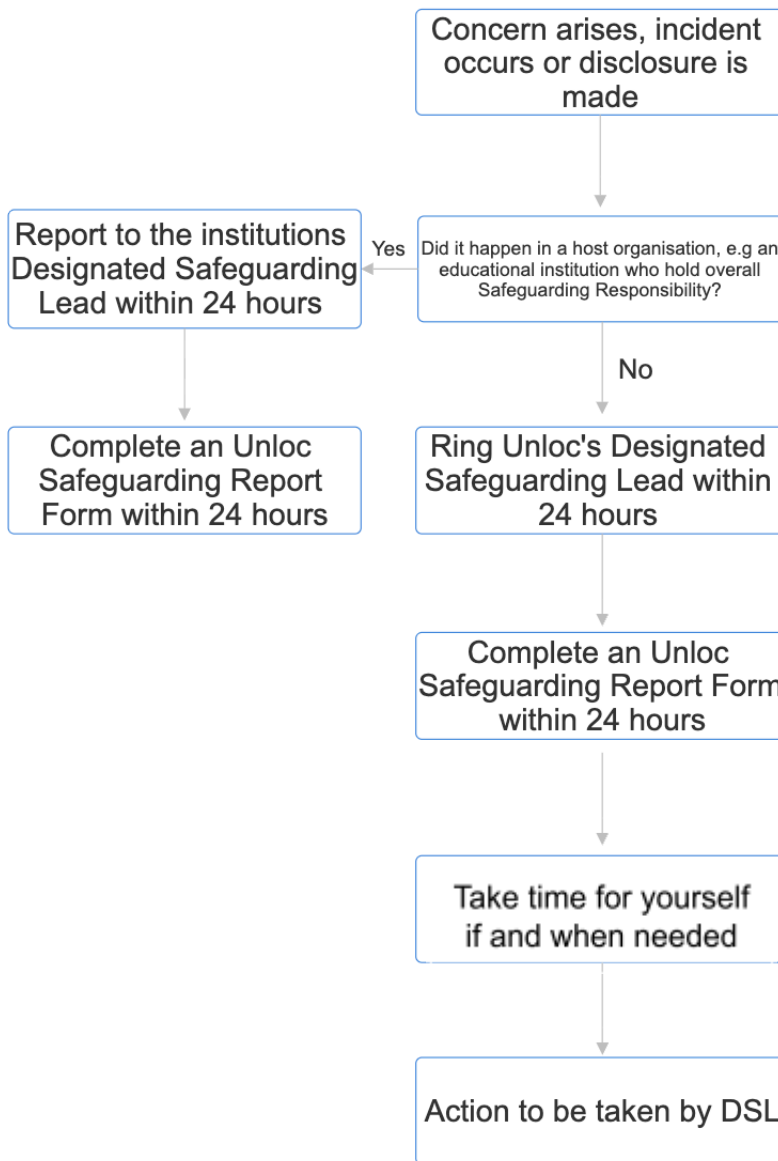 Concern arises, incident
occurs or disclosure is
made
Report to the institutions
Designated Safeguarding
Lead within 24 hours
Yes
Did it happen in a host organisation, e.g an
educational institution who hold overall
Safeguarding Responsibility?
No
Complete an Unloc
Safeguarding Report
Form within 24 hours
Ring Unloc's Designated
Safeguarding Lead within
24 hours
Complete an Unloc
Safeguarding Report Form
within 24 hours
Take time for yourself
if and when needed
Action to be taken by DSL